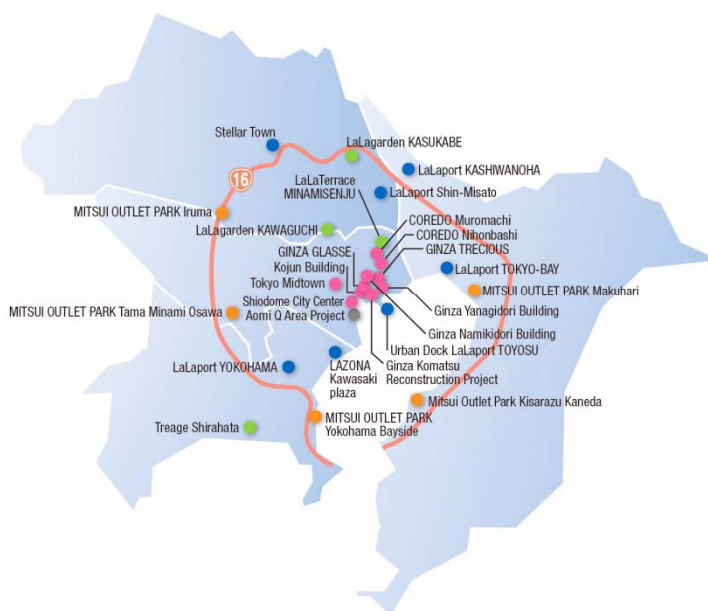 Stellar Town
LaLagarden KASUKABE
16
LaLaport KASHIWANOHA
LaLaTerrace
MINAMISENJU
LaLaport Shin-Misato
MITSUI OUTLET PARK Iruma
COREDO Muromachi
LaLagarden KAWAGUCHI
COREDO Nihonbashi
GINZA GLASSE
GINZA TRECIOUS
Kojun Building
LaLaport TOKYO-BAY
Tokyo Midtown
MITSUI OUTLET PARK Makuhari
Shiodome City Center
Ginza Yanagidori Building
MITSUI OUTLET PARK Tama Minami Osawa
Aomi Q Area Project
Ginza Namikidori Building
Urban Dock LaLaport TOYOSU
LaLaport YOKOHAMA
LAZONA
Kawasaki
plaza
Ginza Komatsu
Reconstruction Project
Mitsui Outlet Park Kisarazu Kaneda
MITSUI OUTLET PARK
Yokohama Bayside
Treage Shirahata